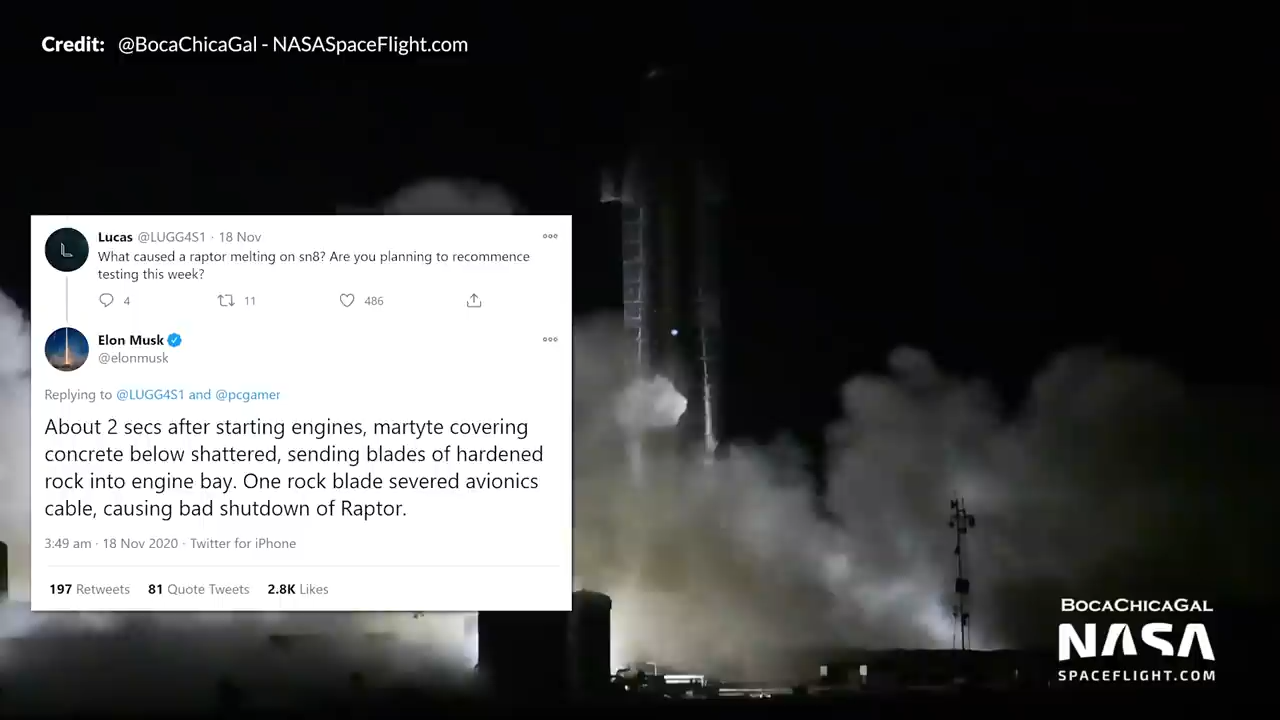 Credit: @BocaChicaGal - NASASpaceFlight.com
Lucas @LUGG4S1 · 18 Nov
What caused a raptor melting on sn8? Are you planning to recommence
testing this week?
4 11 486
Elon Musk
@elonmusk
Replying to @LUGG4S1 and @pcgamer
About 2 secs after starting engines, martyte covering
concrete below shattered, sending blades of hardened
rock into engine bay. One rock blade severed avionics
cable, causing bad shutdown of Raptor.
3:49 am · 18 Nov 2020 · Twitter for iPhone
197 Retweets 81 Quote Tweets 2.8K Likes
BOCACHICAGAL
NASA
SPACEFLIGHT.COM